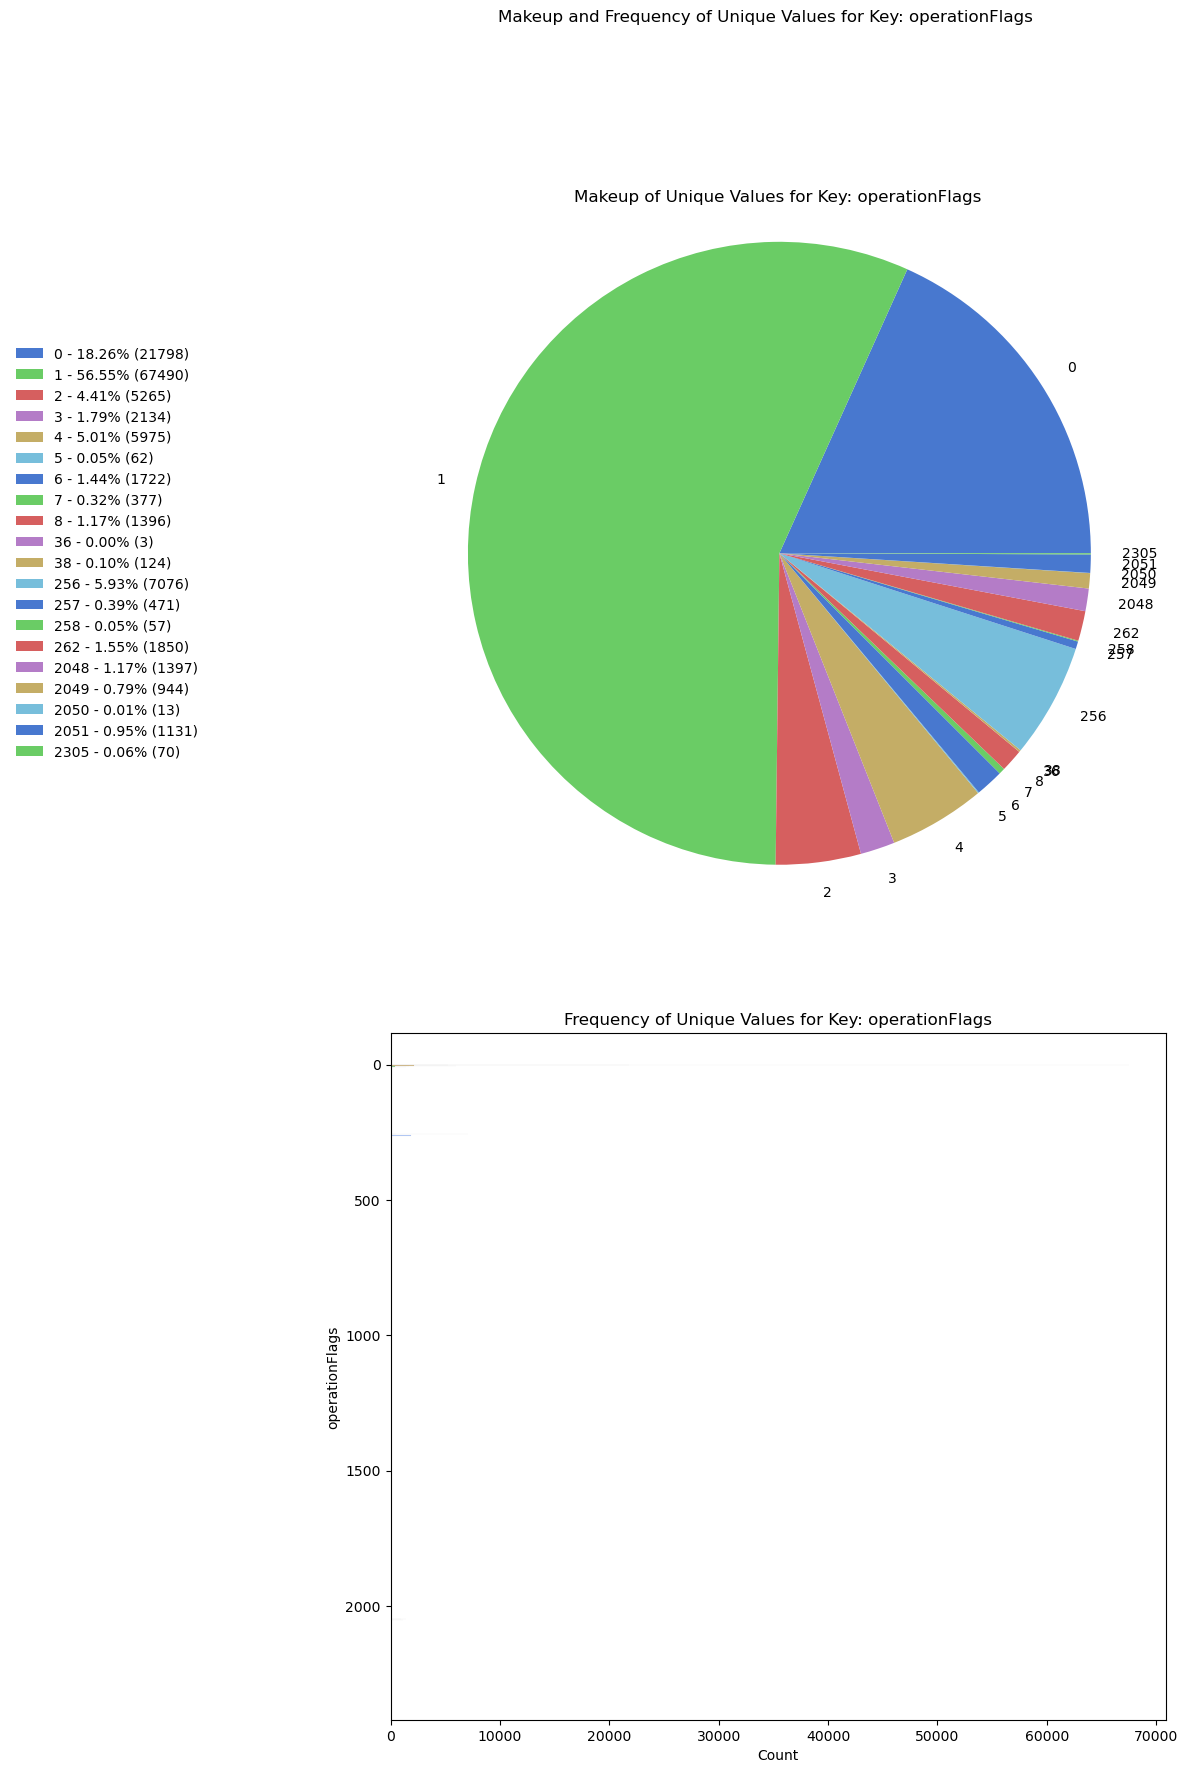 Makeup and Frequency of Unique Values for Key: operationFlags
Makeup of Unique Values for Key: operationFlags
0 - 18.26% (21798)
1 - 56.55% (67490)
2 - 4.41% (5265)
3 - 1.79% (2134)
4 - 5.01% (5975)
5 - 0.05% (62)
6 - 1.44% (1722)
7 - 0.32% (377)
8 - 1.17% (1396)
36 - 0.00% (3)
38 - 0.10% (124)
256 - 5.93% (7076)
257 - 0.39% (471)
258 - 0.05% (57)
262 - 1.55% (1850)
2048 - 1.17% (1397)
2049 - 0.79% (944)
2050 - 0.01% (13)
2051 - 0.95% (1131)
2305 - 0.06% (70)
0
1
2
3
4
5
6
7
8
36
38
256
257
258
262
2048
2049
2050
2051
2305
Frequency of Unique Values for Key: operationFlags
operationFlags
0
500
1000
1500
2000
0
10000
20000
30000
40000
50000
60000
70000
Count